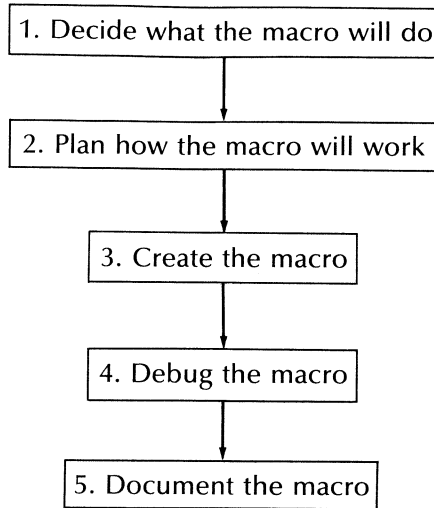 1. Decide what the macro will do
2. Plan how the macro will work
3. Create the macro
4. Debug the macro
5. Document the macro